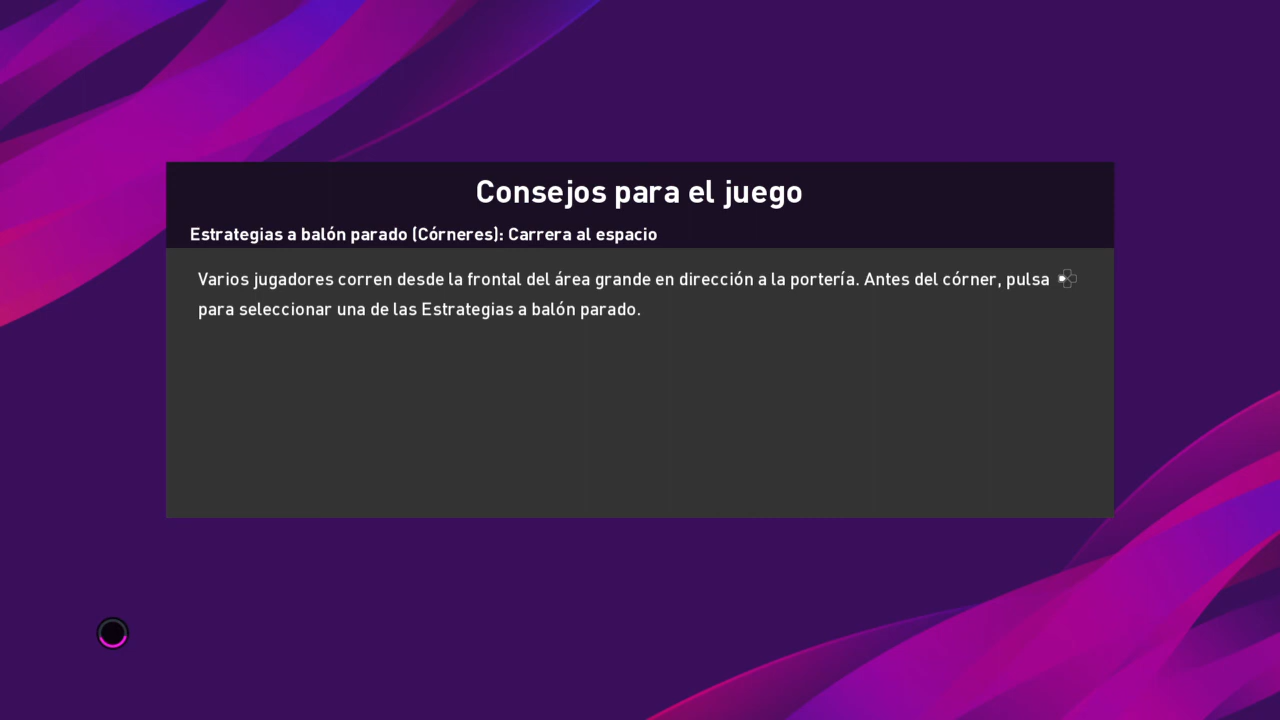 Consejos para el juego
Estrategias a balón parado (Córneres): Carrera al espacio
Varios jugadores corren desde la frontal del área grande en dirección a la portería. Antes del córner, pulsa
para seleccionar una de las Estrategias a balón parado.